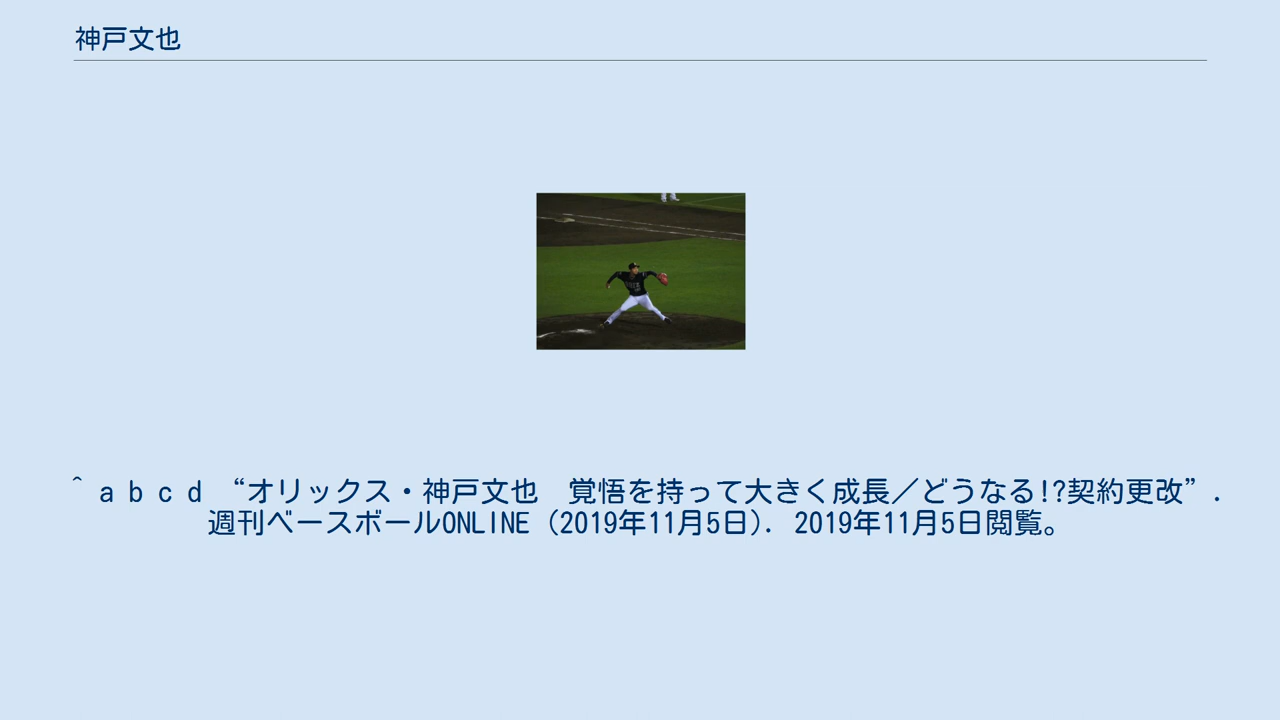 神戸文也
^ a b c d “オリックス・神戸文也　覚悟を持って大きく成長／どうなる!?契約更改”.
週刊ベースボールONLINE (2019年11月5日). 2019年11月5日閲覧。